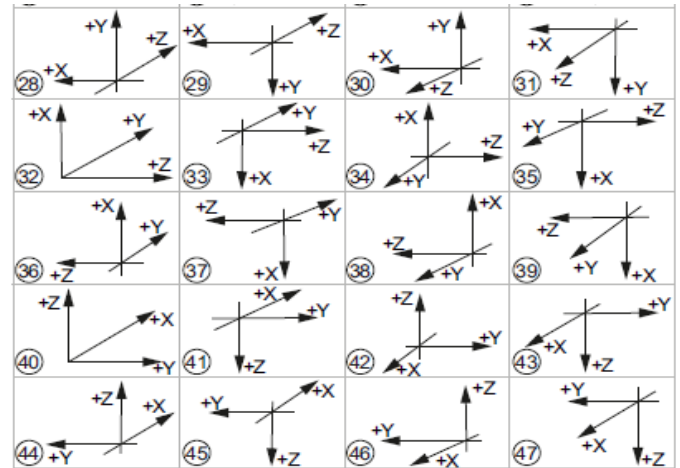 +Y +Z +X 28
+X +Z +Y 29
+Y +X +Z 30
+X +Z +Y 31
+X +Y +Z 32
+Y +Z +X 33
+X +Z +Y 34
+Z +Y +X 35
+X +Y +Z 36
+Z +Y +X 37
+X +Z +Y 38
+Z +Y +X 39
+Z +X +Y 40
+X +Y +Z 41
+Z +Y +X 42
+Y +X +Z 43
+Z +X +Y 44
+Y +X +Z 45
+Z +Y +X 46
+Y +X +Z 47